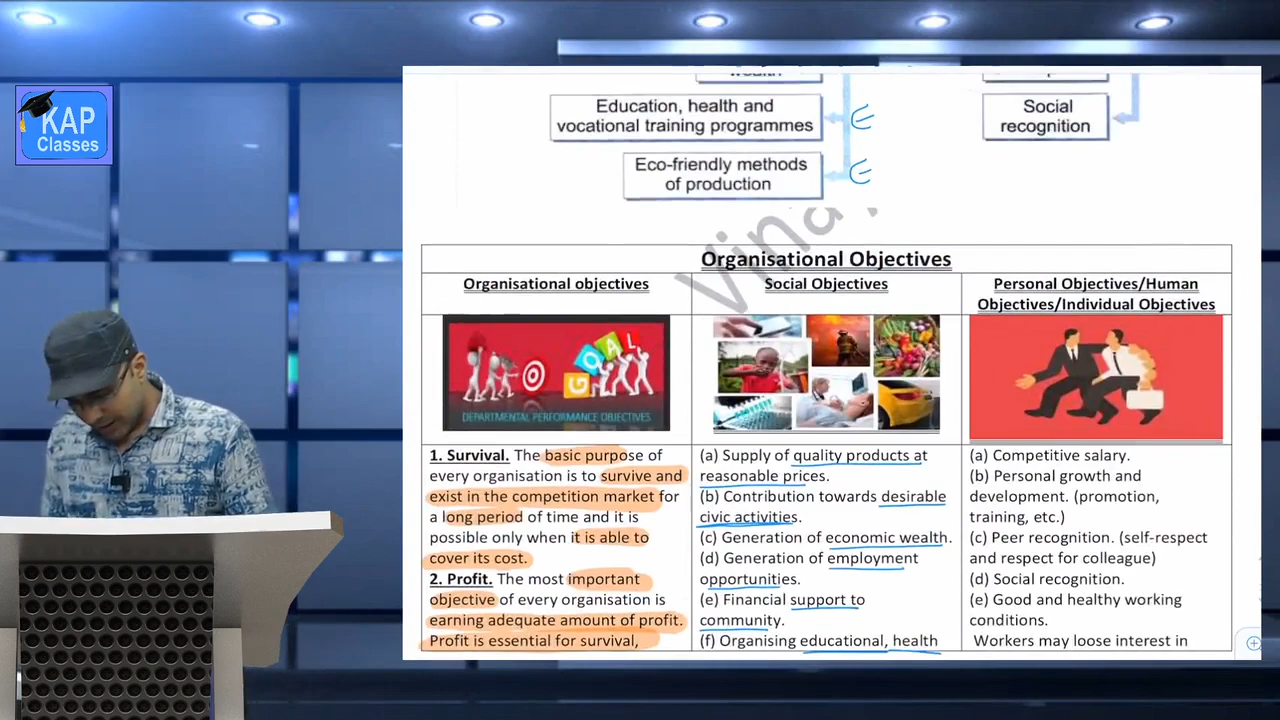 KAP
Classes
Education, health and
vocational training programmes
Social
recognition
Eco-friendly methods
of production
Organisational Objectives
Organisational objectives
Social Objectives
Personal Objectives/Human
Objectives/Individual Objectives
GOAL
DEPARTMENTAL PERFORMANCE OBJECTIVES
1. Survival. The basic purpose of
every organisation is to survive and
exist in the competition market for
a long period of time and it is
possible only when it is able to
cover its cost.
2. Profit. The most important
objective of every organisation is
earning adequate amount of profit.
Profit is essential for survival,
(a) Supply of quality products at
reasonable prices.
(b) Contribution towards desirable
civic activities.
(c) Generation of economic wealth.
(d) Generation of employment
opportunities.
(e) Financial support to
community.
(f) Organising educational, health
(a) Competitive salary.
(b) Personal growth and
development. (promotion,
training, etc.)
(c) Peer recognition. (self-respect
and respect for colleague)
(d) Social recognition.
(e) Good and healthy working
conditions.
Workers may loose interest in